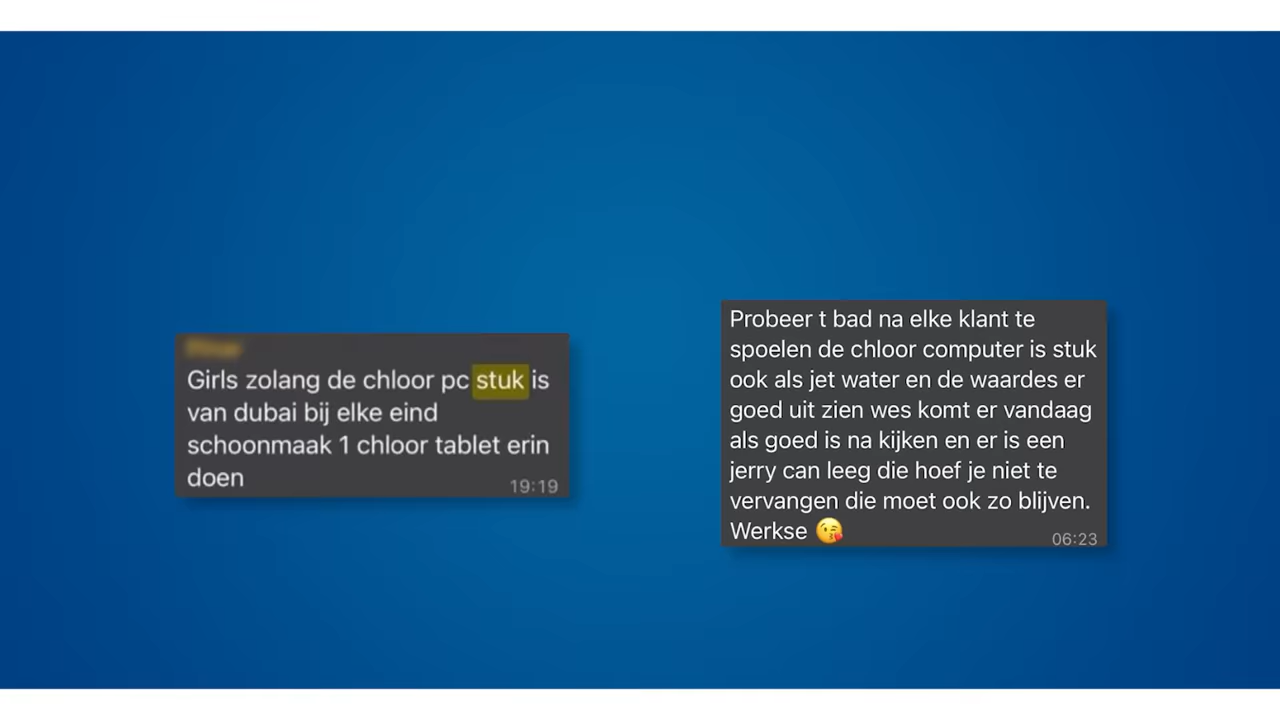 Girls zolang de chloor pc stuk is
van dubai bij elke eind
schoonmaak 1 chloor tablet erin
doen
19:19
Probeer t bad na elke klant te
spoelen de chloor computer is stuk
ook als jet water en de waardes er
goed uit zien wes komt er vandaag
als goed is na kijken en er is een
jerry can leeg die hoef je niet te
vervangen die moet ook zo blijven.
Werkse 😘
06:23